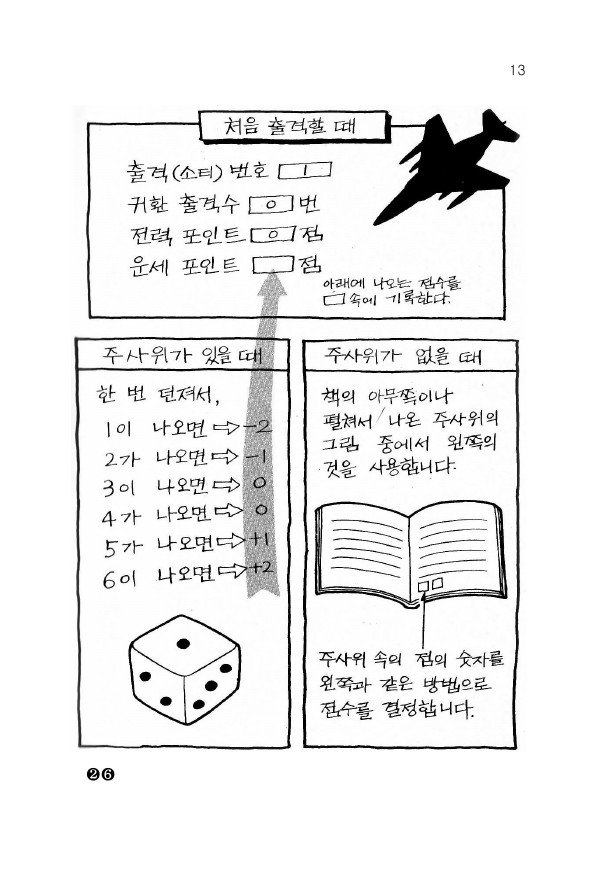 13
처음 출격할 때
출격(소티) 번호 1
귀환 출격수 0 번
전력 포인트 0 점
운세 포인트 점
아래에 나오는 점수를
속에 기록한다.
주사위가 있을 때
한 번 던져서,
1이 나오면 ⇨ -2
2가 나오면 ⇨ -1
3이 나오면 ⇨ 0
4가 나오면 ⇨ 0
5가 나오면 ⇨ +1
6이 나오면 ⇨ +2
주사위가 없을 때
책의 아무쪽이나
펼쳐서/나온 주사위의
그림 중에서 왼쪽의
것을 사용합니다.
주사위 속의 점의 숫자를
왼쪽과 같은 방법으로
점수를 결정합니다.
❷❻